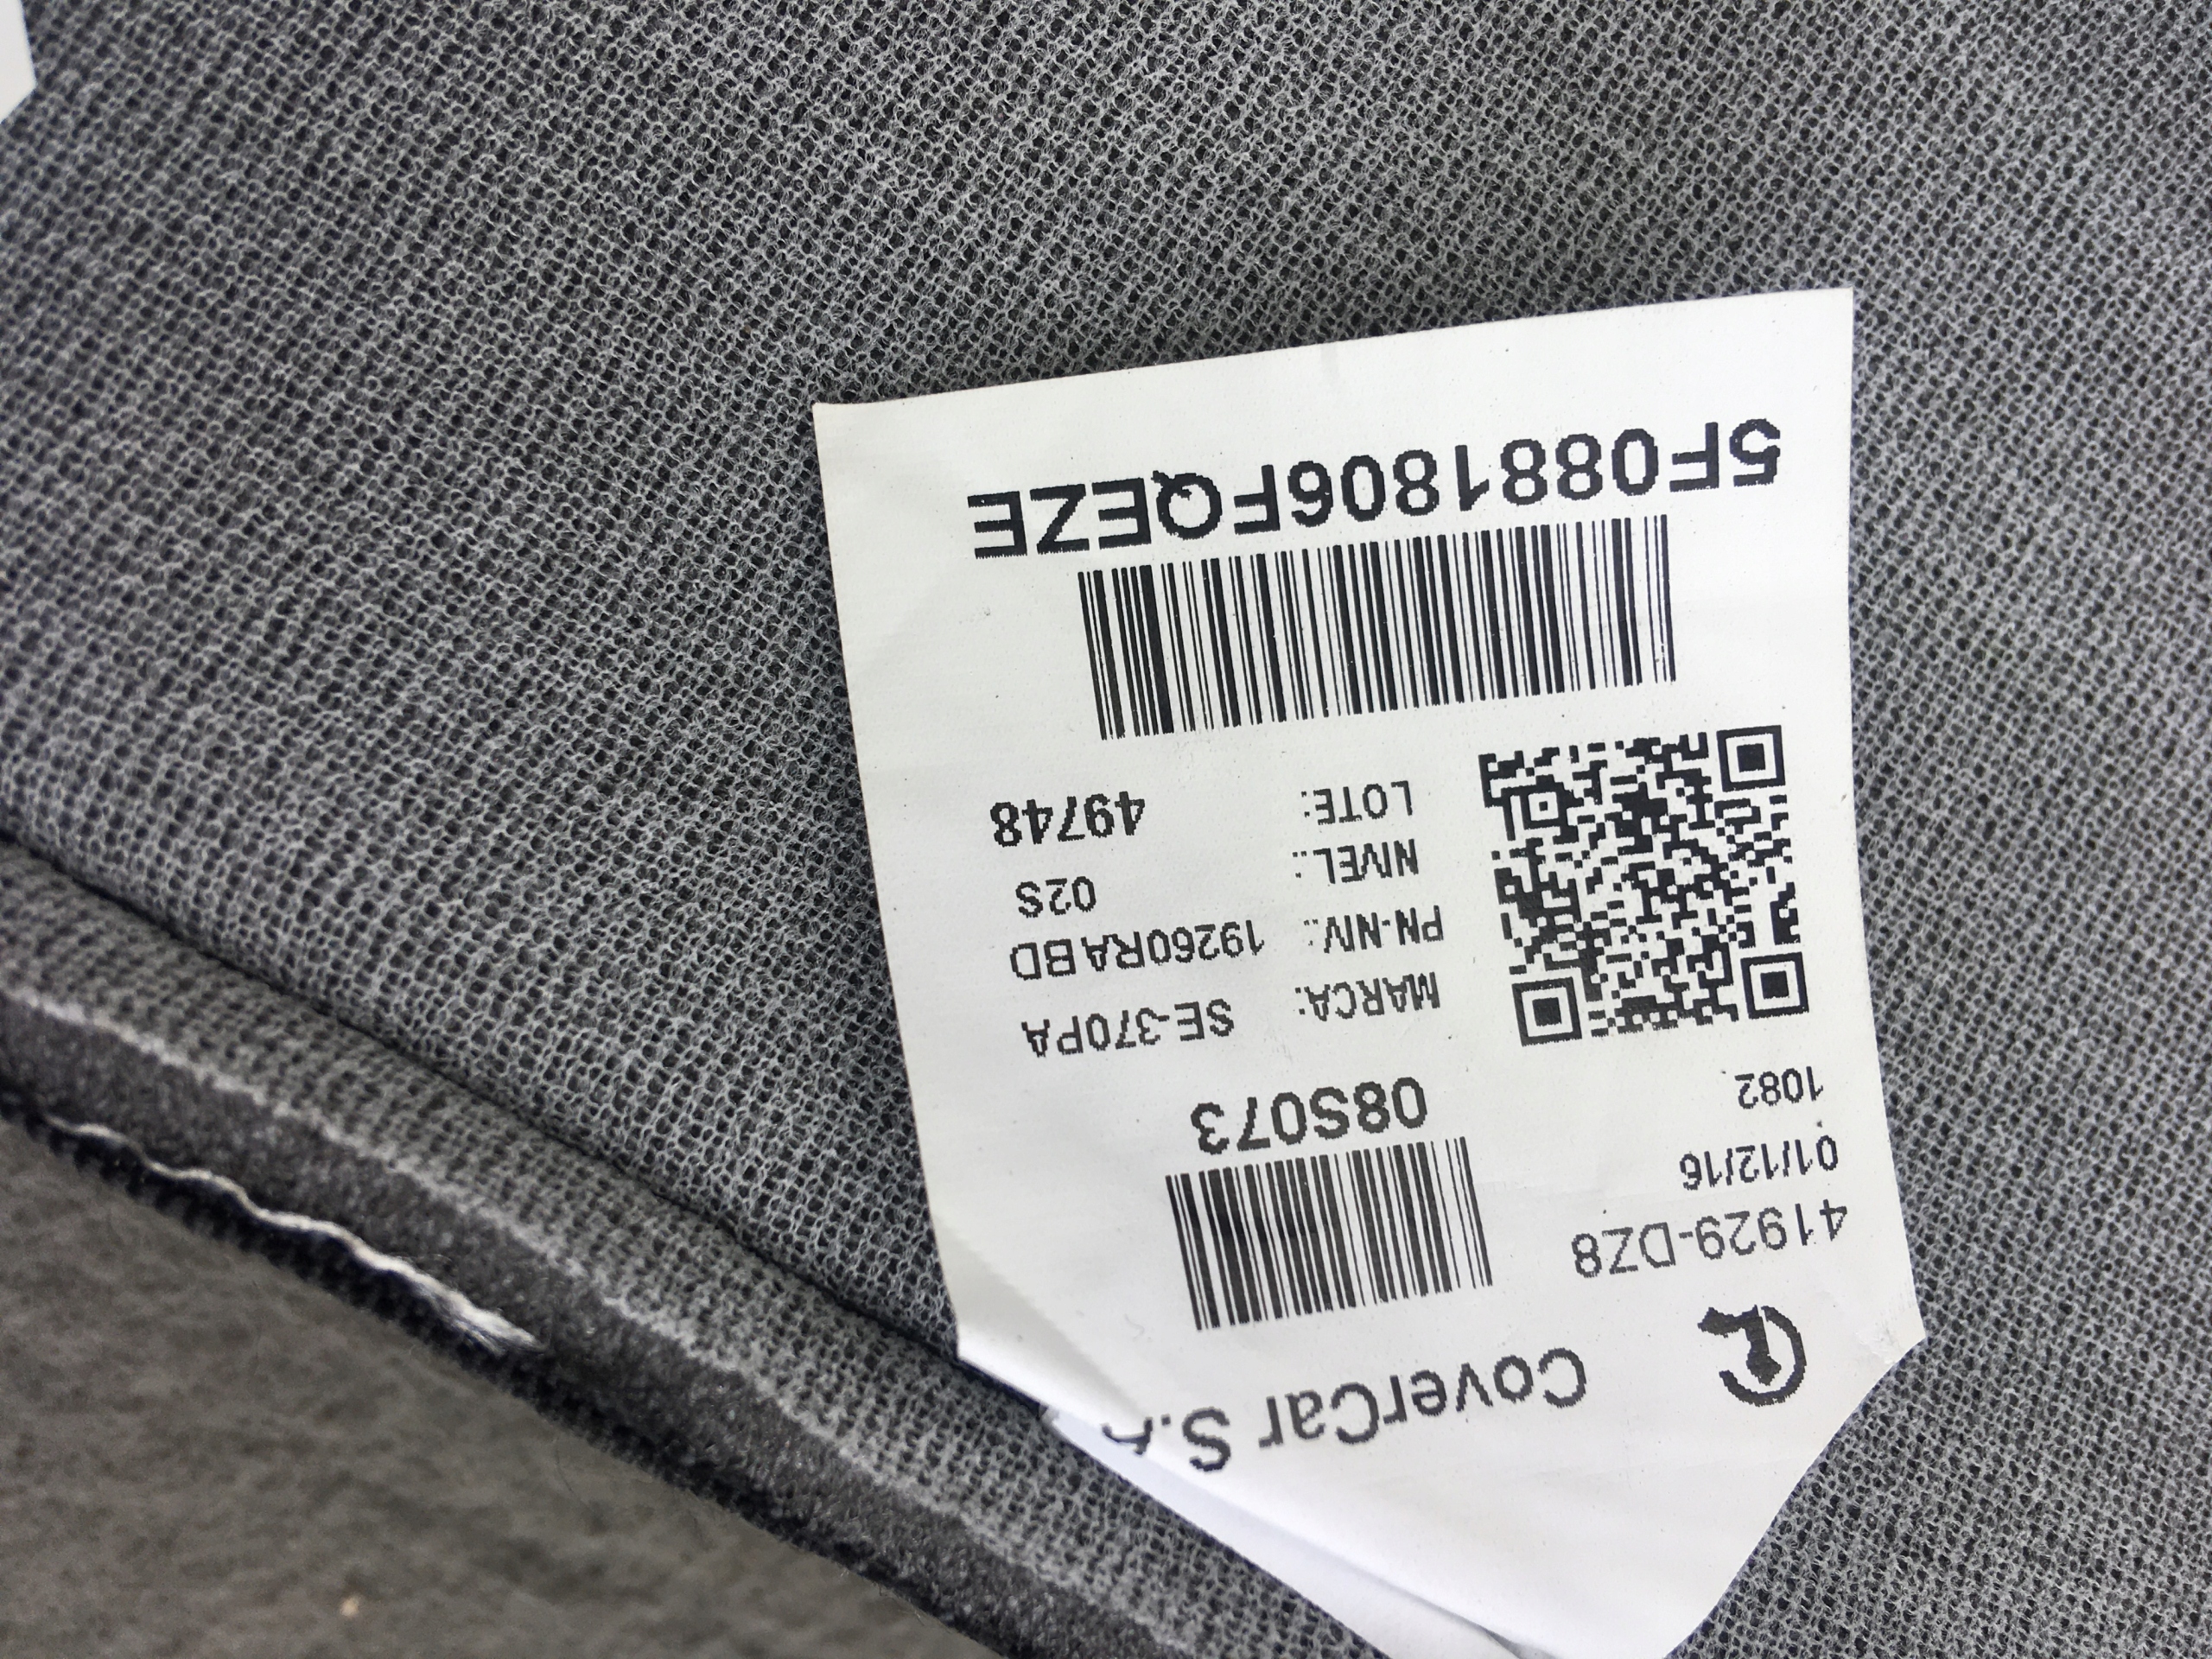 CoverCar S.A
41929-DZ8
01/12/16
1082
08S073
MARCA: SE-370PA
PN-NIV.: 19260RABD
NIVEL.: 02S
LOTE: 49748
5F0881806FQEZE